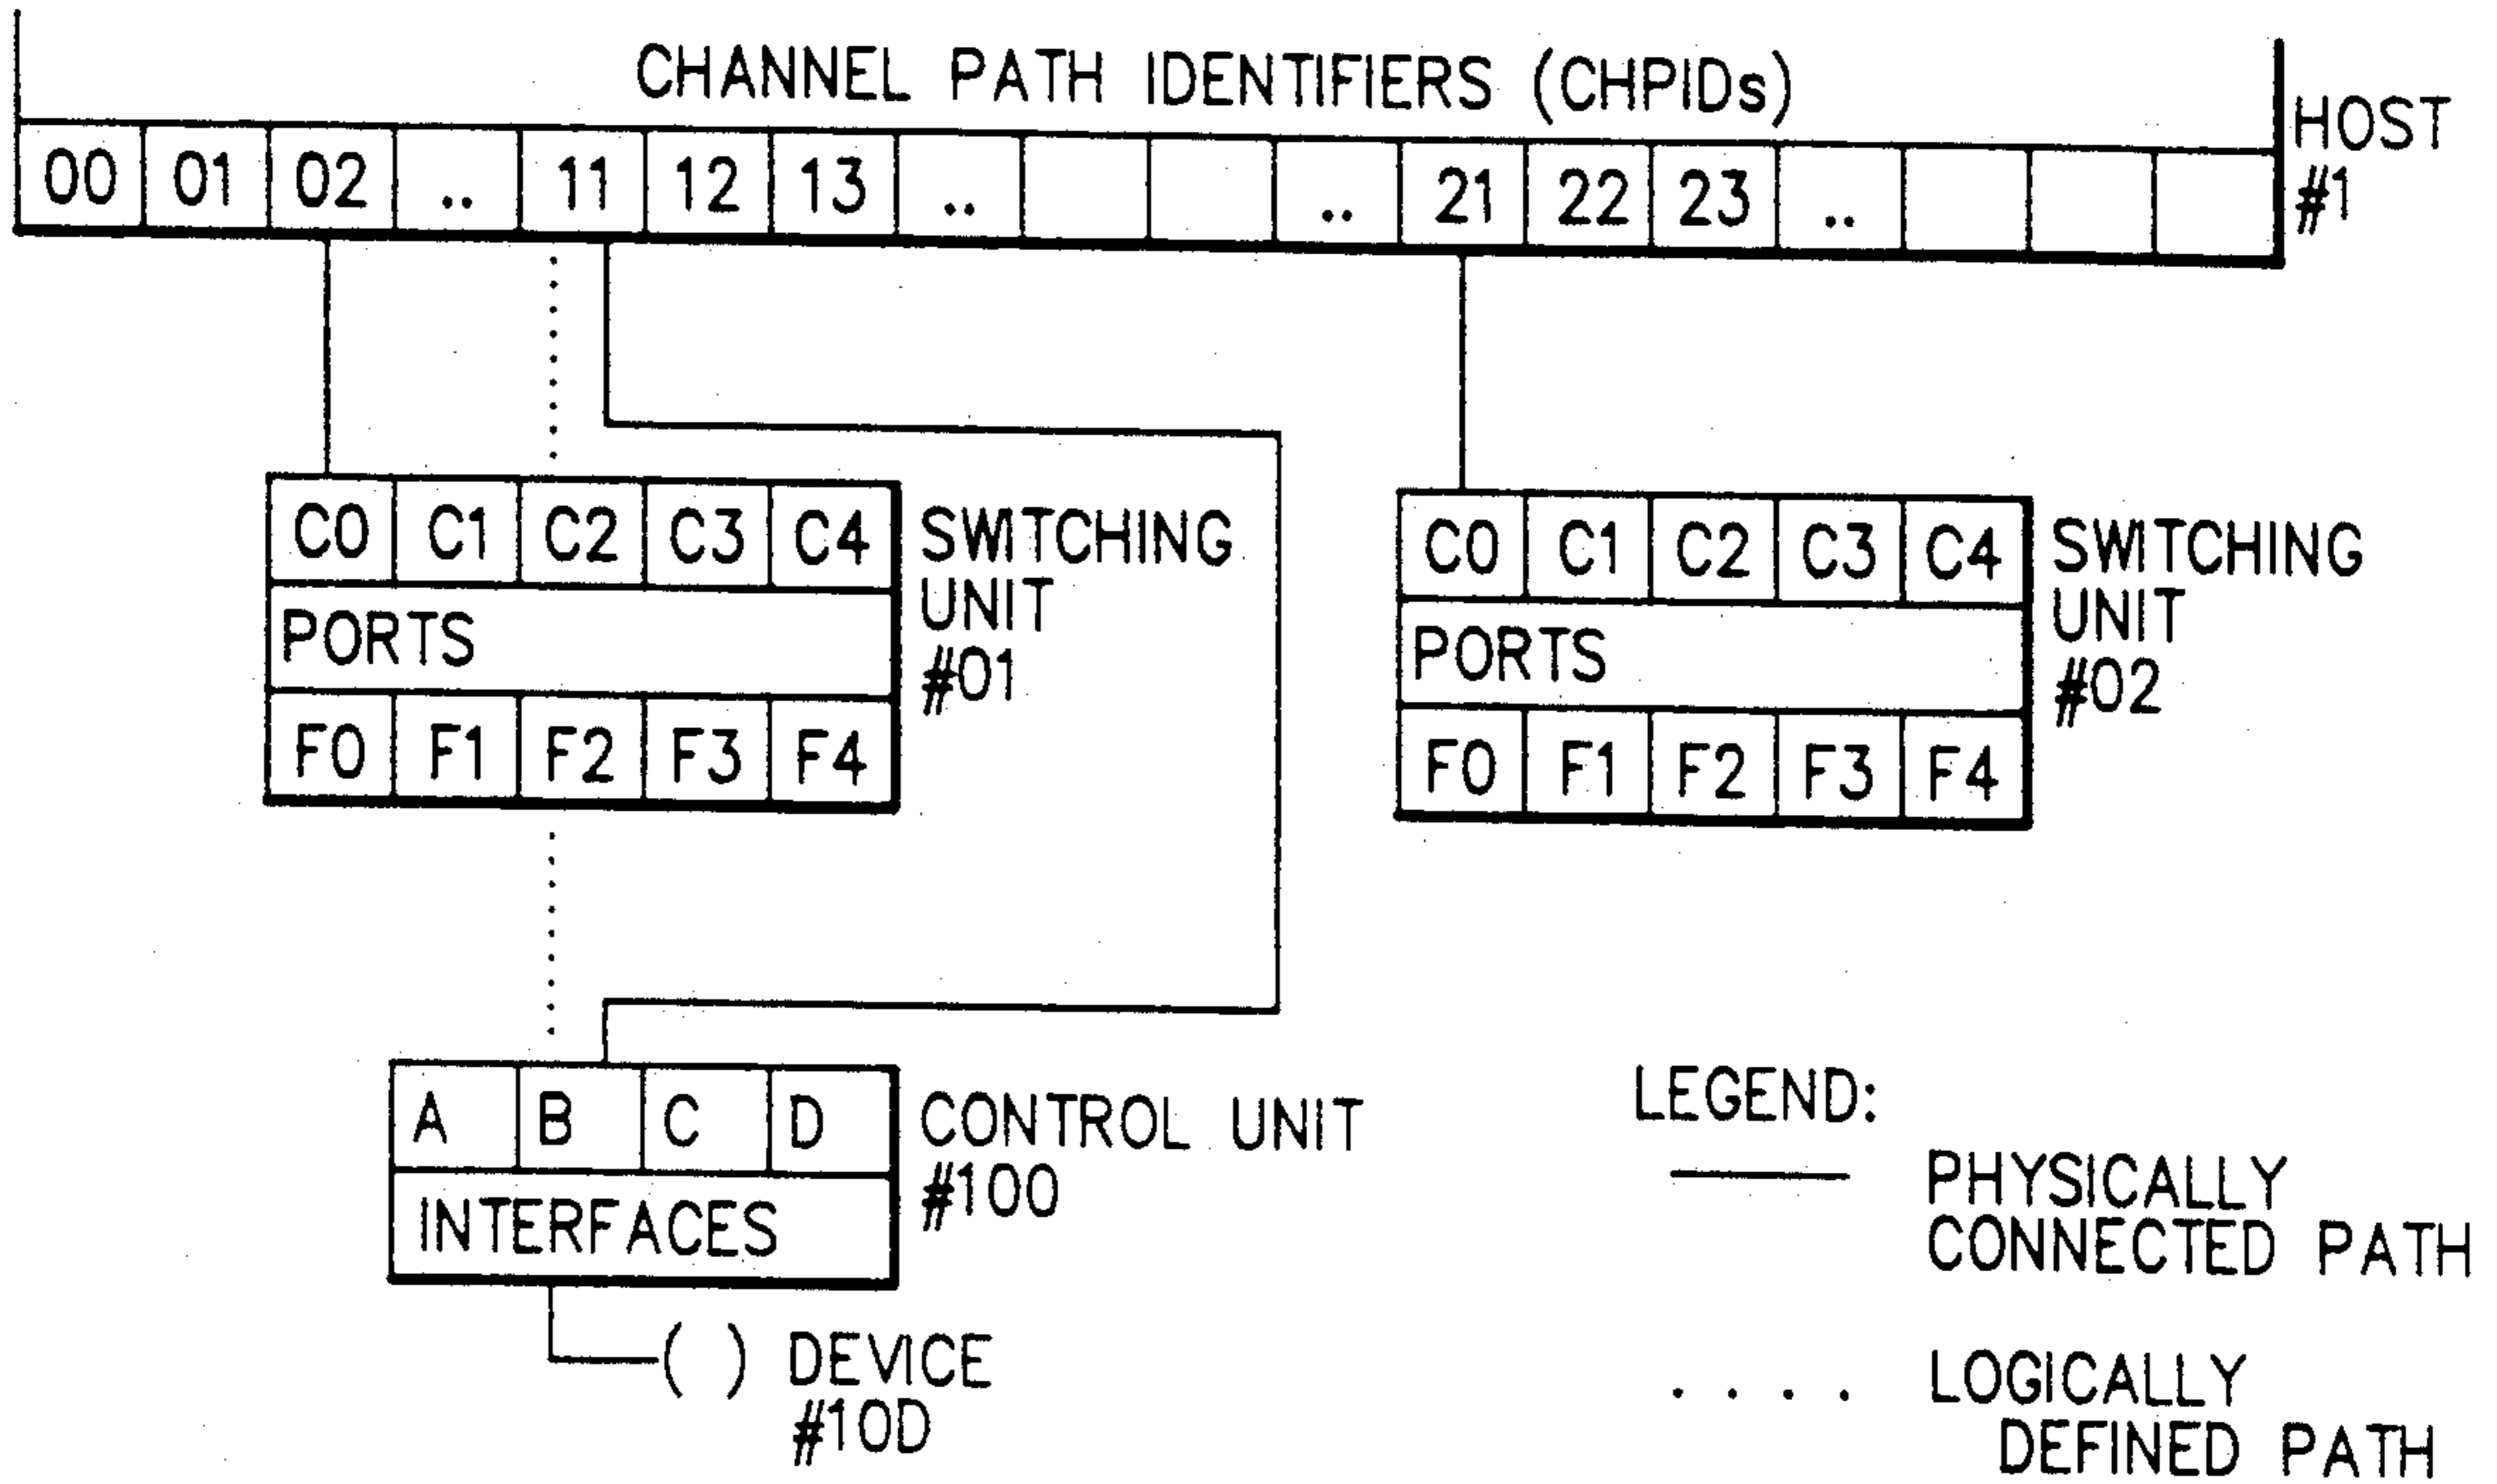 CHANNEL PATH IDENTIFIERS (CHPIDs)
HOST
#1
00 01 02 .. 11 12 13 .. .. 21 22 23 ..
C0 C1 C2 C3 C4
PORTS
F0 F1 F2 F3 F4
SWITCHING
UNIT
#01
C0 C1 C2 C3 C4
PORTS
F0 F1 F2 F3 F4
SWITCHING
UNIT
#02
A B C D
INTERFACES
CONTROL UNIT
#100
( ) DEVICE
#10D
LEGEND:
PHYSICALLY
CONNECTED PATH
LOGICALLY
DEFINED PATH